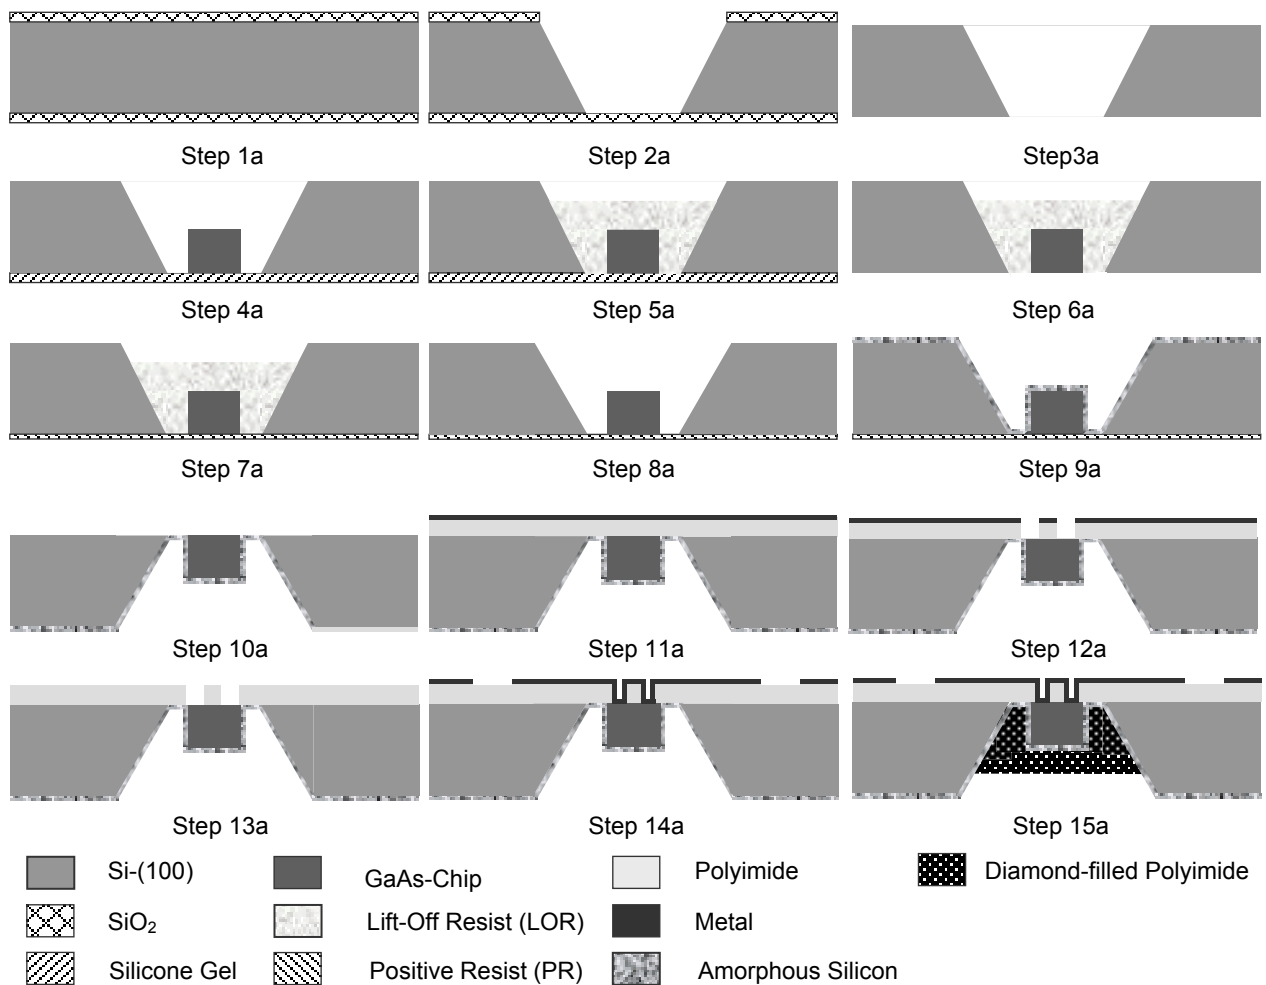 Step 1a
Step 2a
Step3a
Step 4a
Step 5a
Step 6a
Step 7a
Step 8a
Step 9a
Step 10a
Step 11a
Step 12a
Step 13a
Step 14a
Step 15a
Si-(100)
GaAs-Chip
Polyimide
Diamond-filled Polyimide
SiO₂
Lift-Off Resist (LOR)
Metal
Silicone Gel
Positive Resist (PR)
Amorphous Silicon